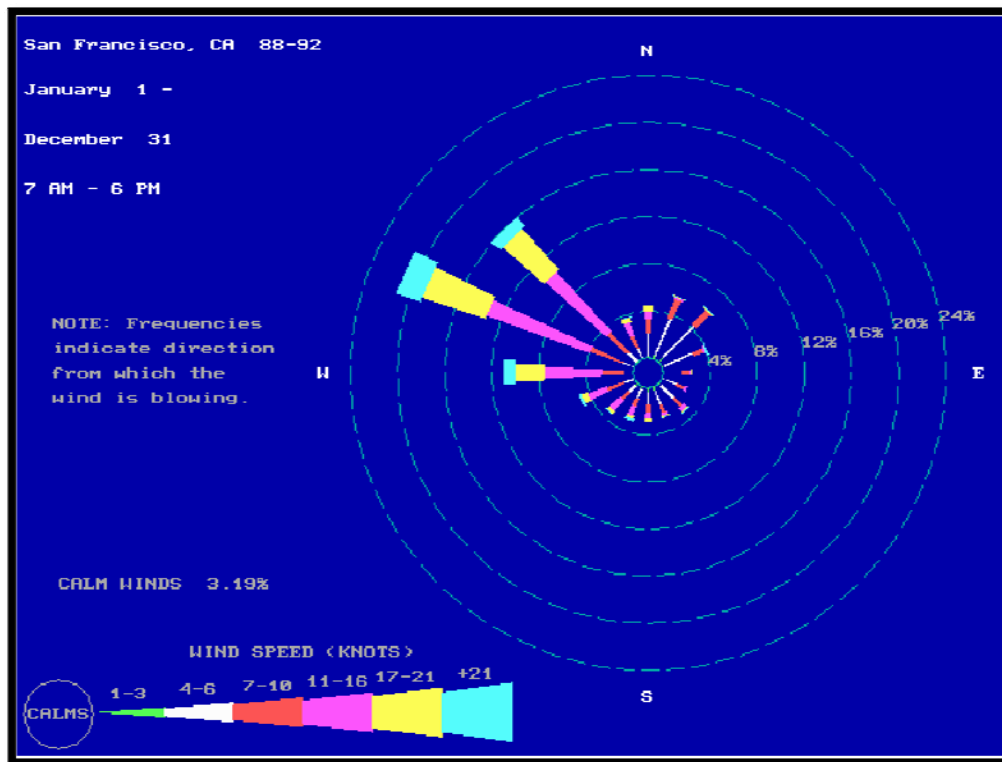 San Francisco, CA 88-92
January 1 -
December 31
7 AM - 6 PM
N
NOTE: Frequencies
indicate direction
from which the
wind is blowing.
W
4%
8%
12%
16%
20%
24%
E
S
CALM WINDS 3.19%
WIND SPEED (KNOTS)
CALMS
1-3
4-6
7-10
11-16
17-21
+21